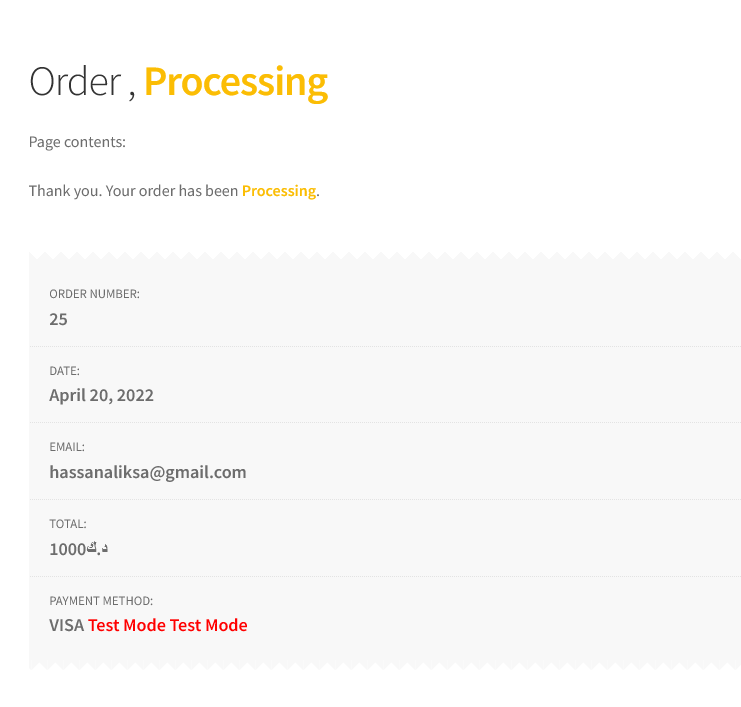 Order , Processing
Page contents:
Thank you. Your order has been Processing.
ORDER NUMBER:
25
DATE:
April 20, 2022
EMAIL:
hassanaliksa@gmail.com
TOTAL:
1000د.ك
PAYMENT METHOD:
VISA Test Mode Test Mode